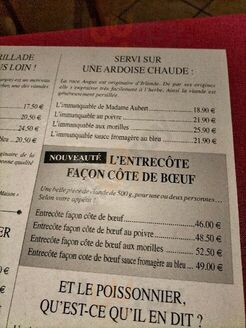 RILLADE
US LOIN !
SERVI SUR
UNE ARDOISE CHAUDE :
La race Angus est originaire d'Irlande. De par ses origines
elle s'exprime très facilement à l'herbe. Ainsi la viande est
généreusement persillée
17.50 €
20.50 €
24.50 €
bleu ..20.50 €
L'immanquable de Madame Aubert 18.90 €
L'immanquable au poivre 21.90 €
L'immanquable aux morilles 25.90 €
L'immanquable sauce fromagère au bleu 21.90 €
NOUVEAUTÉ L'ENTRECÔTE
FAÇON CÔTE DE BŒUF
Une belle pièce de viande de 500 g, pour une ou deux personnes...
Selon votre appétit !
Entrecôte façon côte de bœuf 46.00 €
Entrecôte façon côte de bœuf au poivre 48.50 €
Entrecôte façon côte de bœuf aux morilles 52.50 €
Entrecôte façon côte de bœuf sauce fromagère au bleu ... 49.00 €
ET LE POISSONNIER,
QU'EST-CE QU'IL EN DIT ?